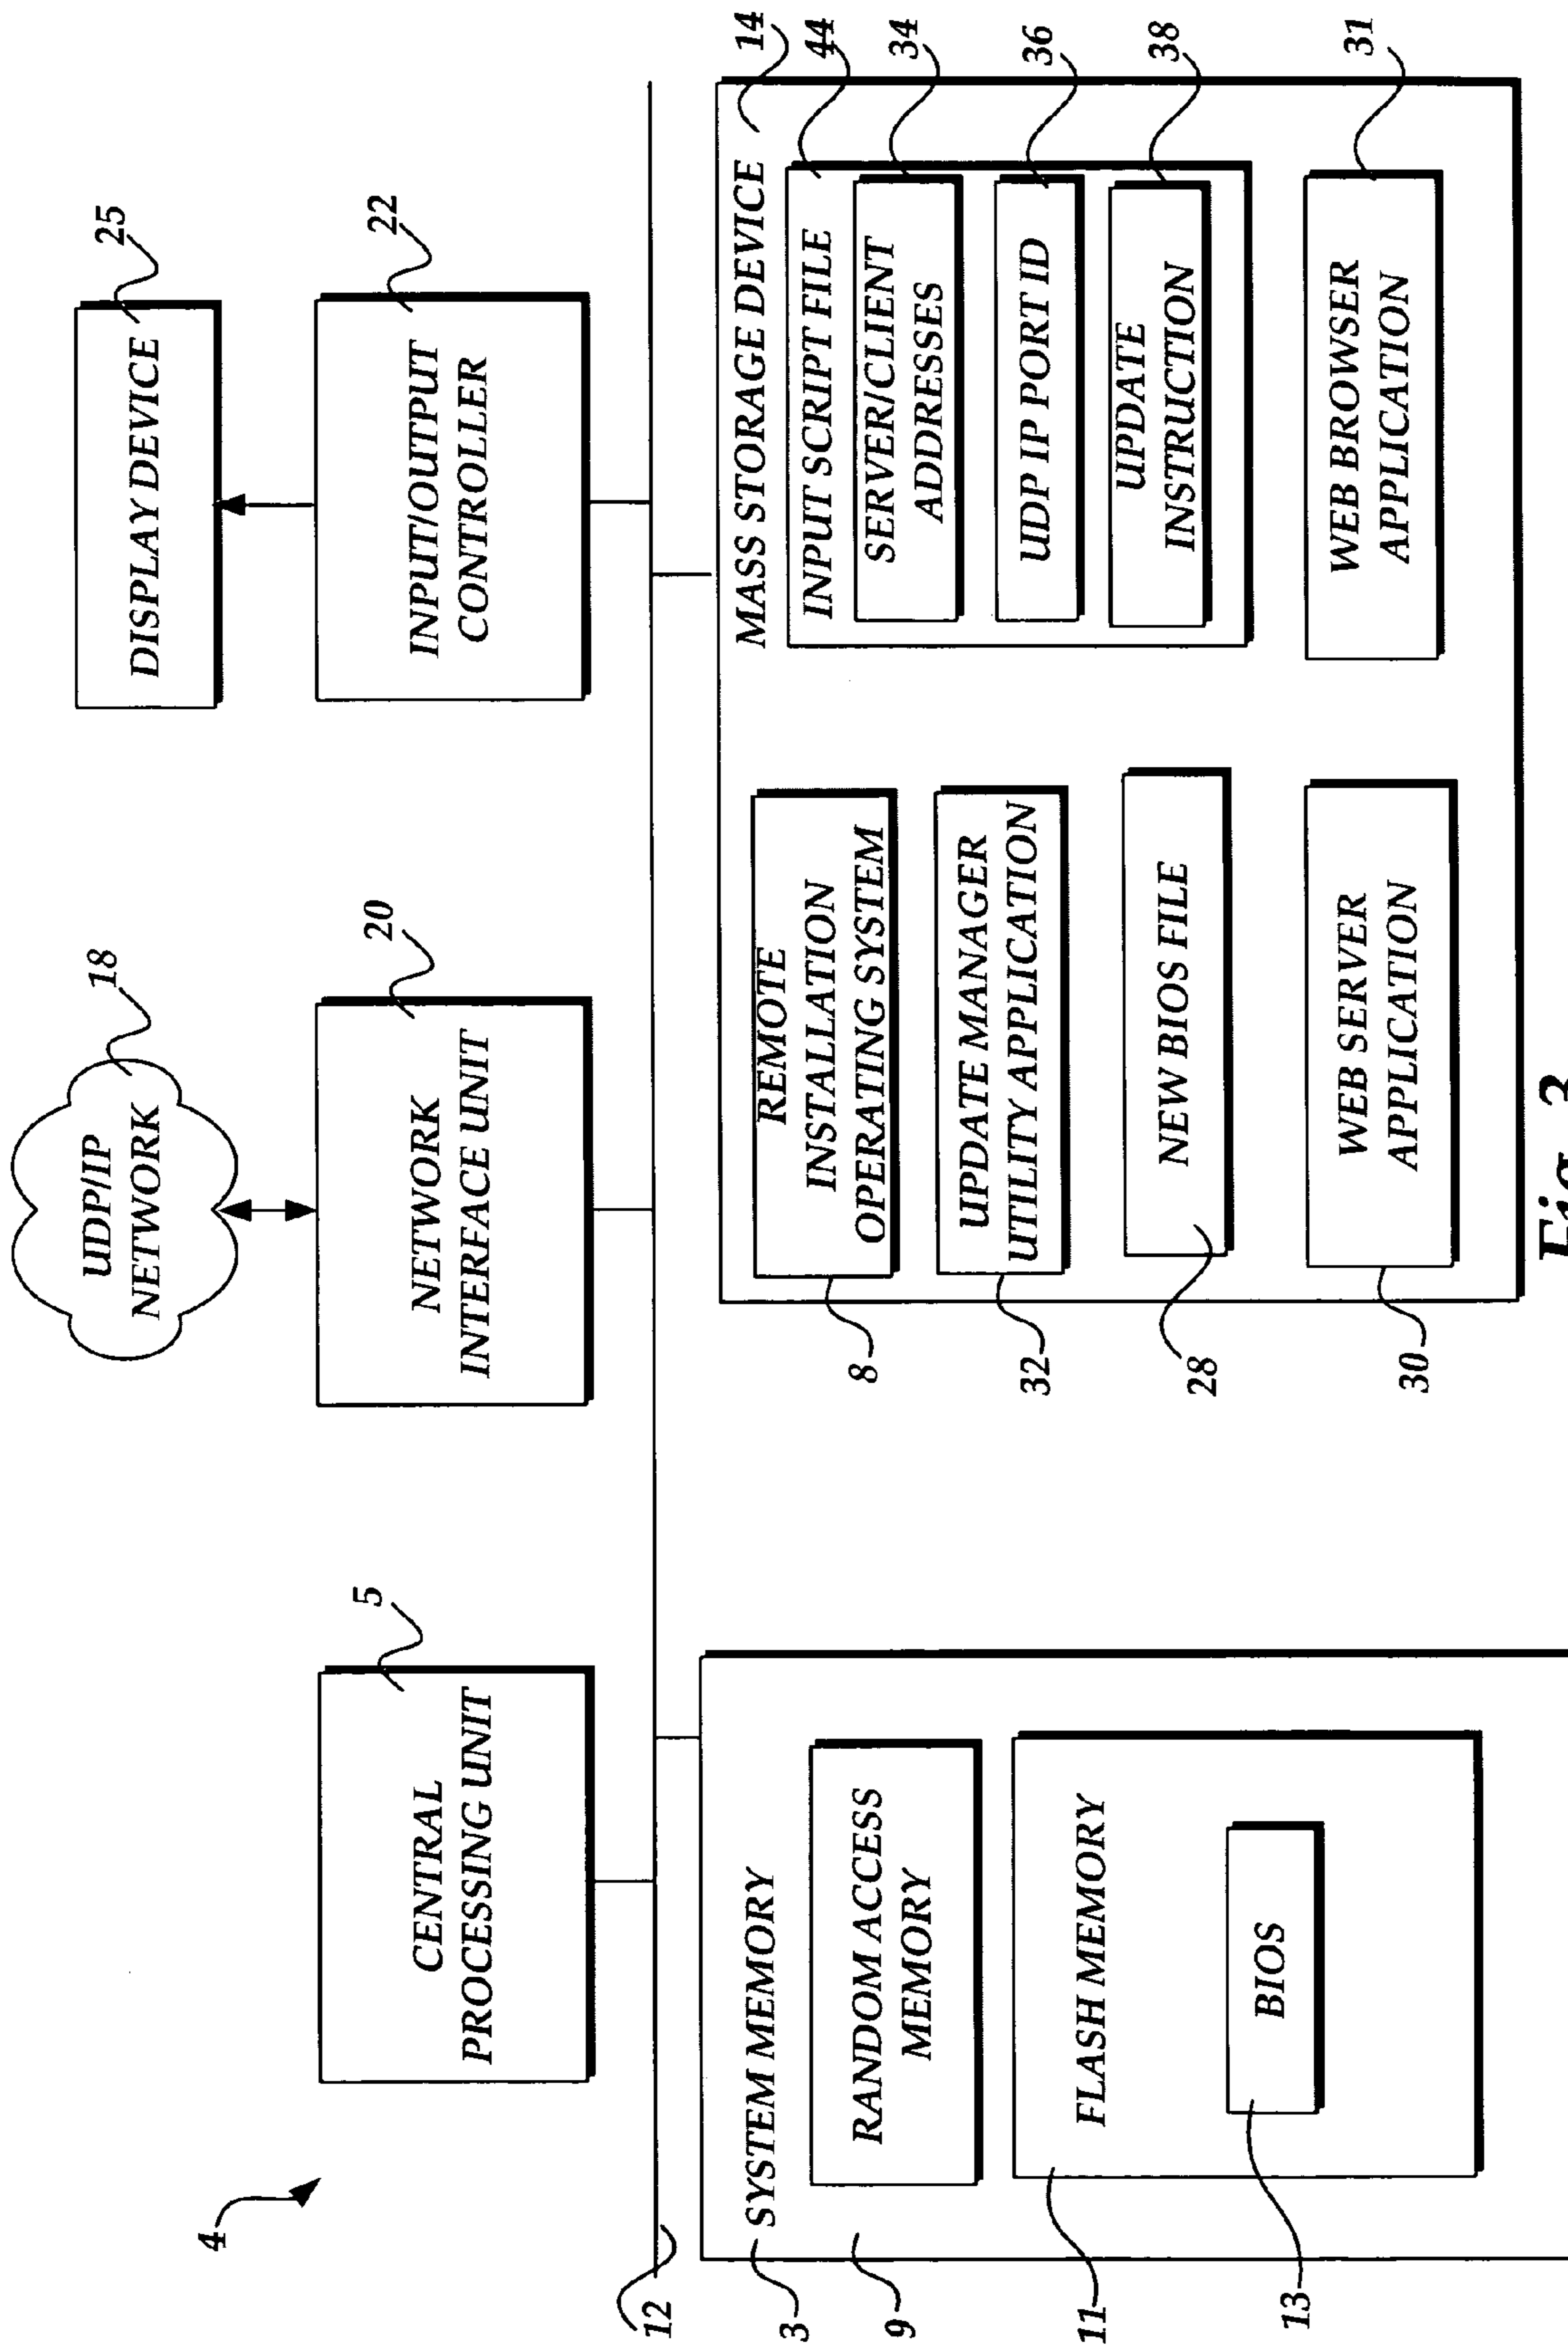 4
UDP/IP
NETWORK
18
DISPLAY DEVICE
25
CENTRAL
PROCESSING UNIT
5
NETWORK
INTERFACE UNIT
20
INPUT/OUTPUT
CONTROLLER
22
12
3
SYSTEM MEMORY
9
RANDOM ACCESS
MEMORY
11
FLASH MEMORY
13
BIOS
MASS STORAGE DEVICE
14
8
REMOTE
INSTALLATION
OPERATING SYSTEM
32
UPDATE MANAGER
UTILITY APPLICATION
28
NEW BIOS FILE
30
WEB SERVER
APPLICATION
INPUT SCRIPT FILE
44
SERVER/CLIENT
ADDRESSES
34
UDP IP PORT ID
36
UPDATE
INSTRUCTION
38
WEB BROWSER
APPLICATION
31